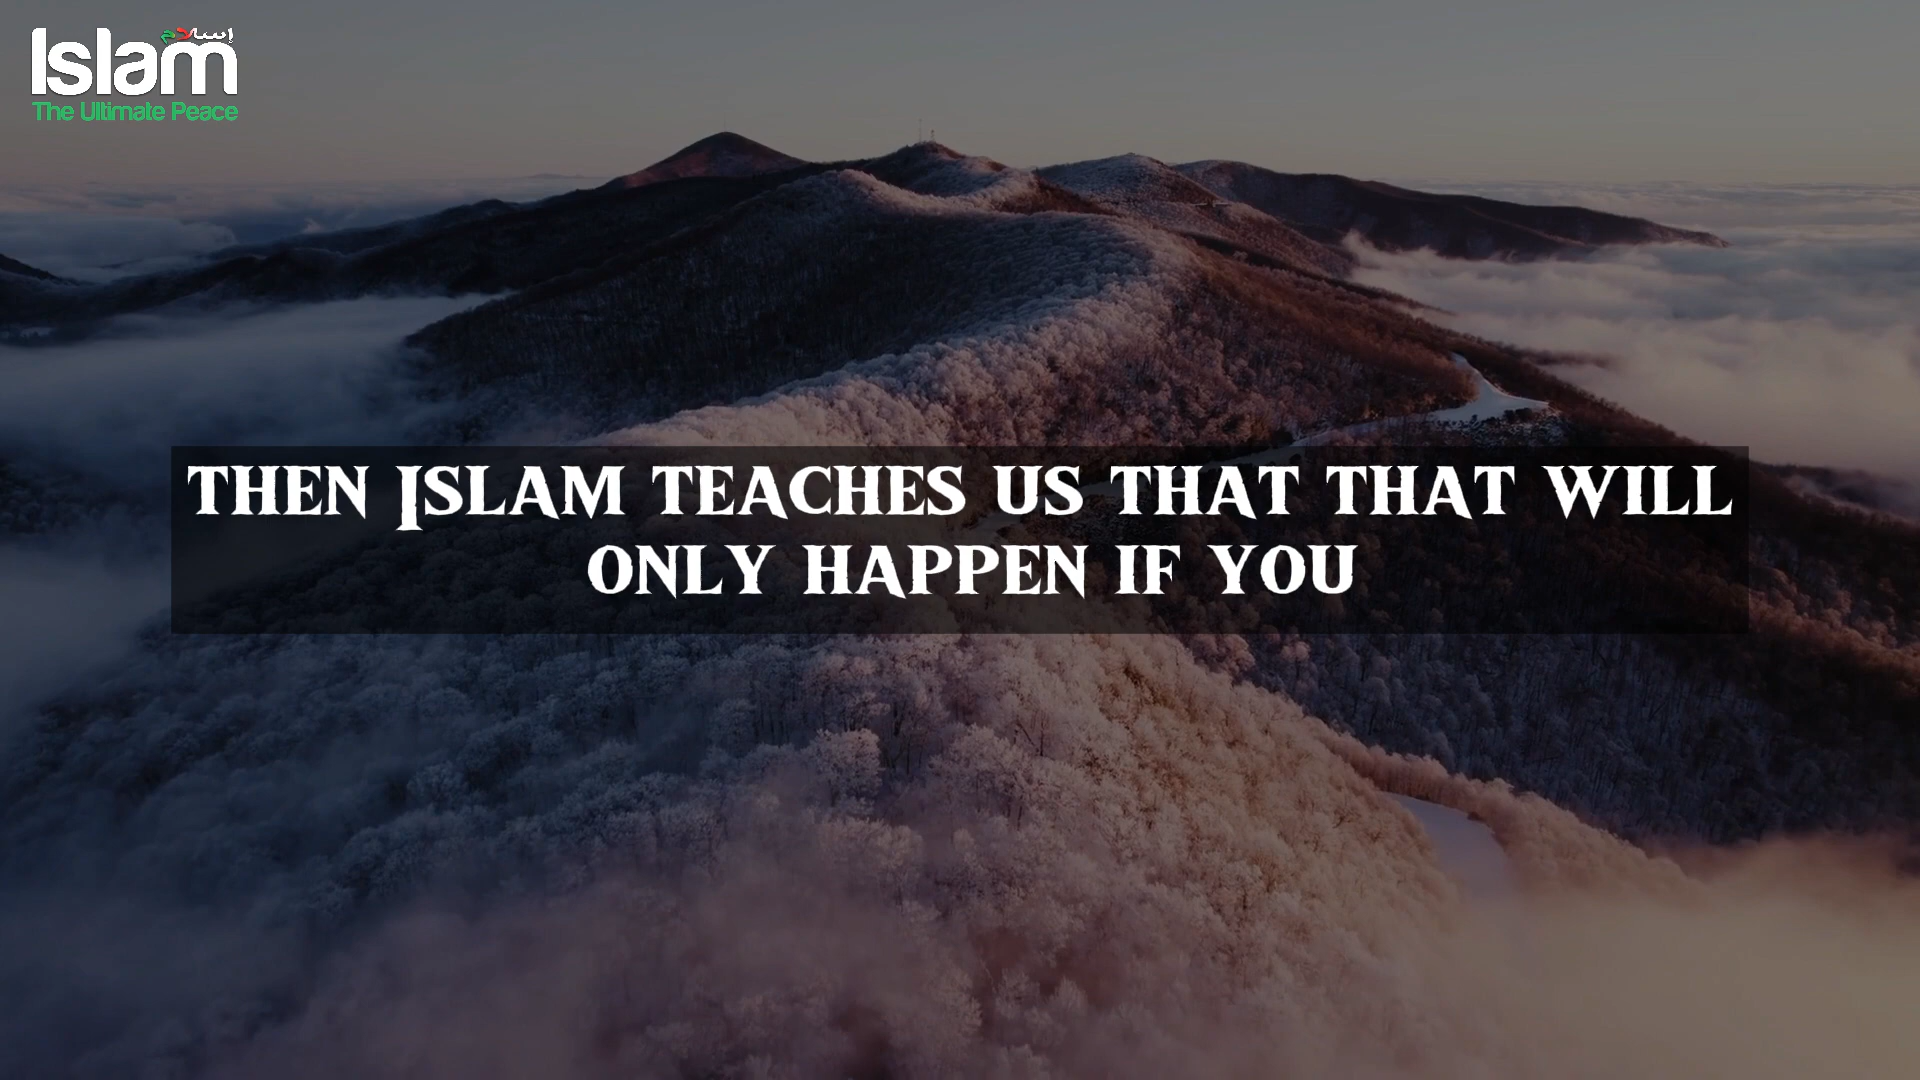 إسلام
Islam
The Ultimate Peace
then Islam teaches us that that will
only happen if you